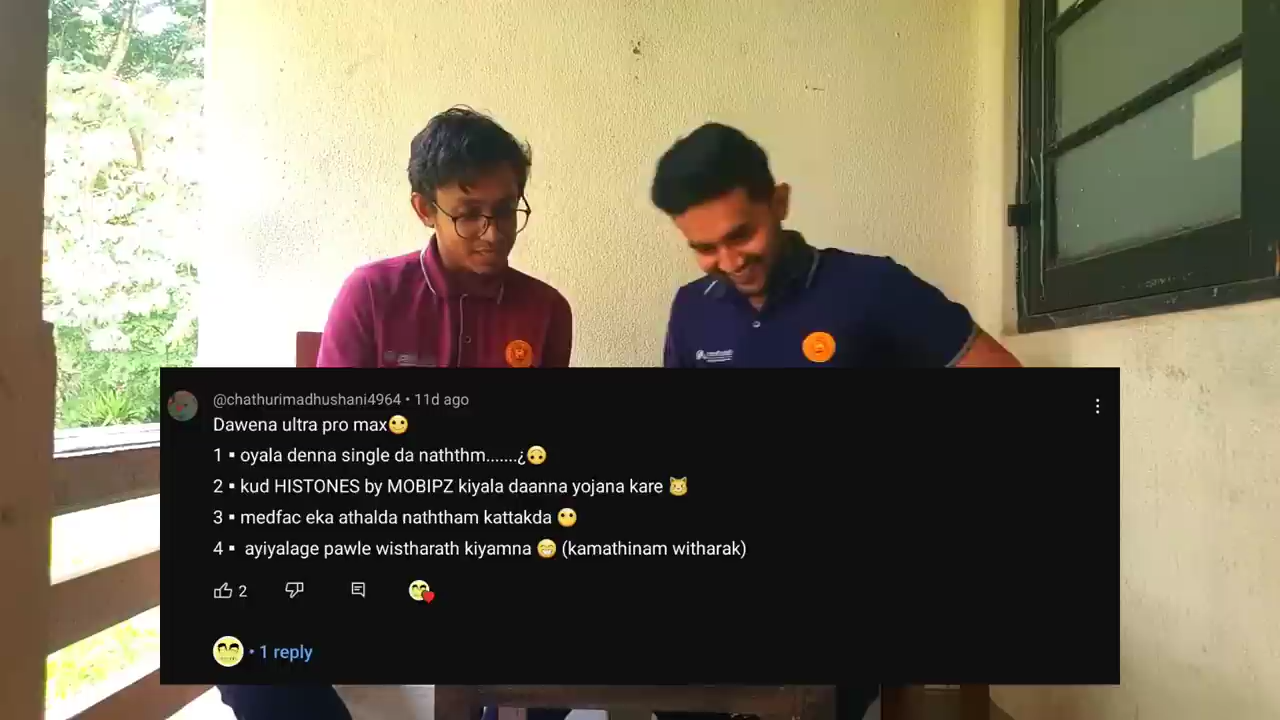 @chathurimadhushani4964 • 11d ago
Dawena ultra pro max🙂
1 ▪ oyala denna single da naththm.......¿🙃
2 ▪ kud HISTONES by MOBIPZ kiyala daanna yojana kare 😺
3 ▪ medfac eka athalda naththam kattakda 😶
4 ▪ ayiyalage pawle wistharath kiyamna 😁 (kamathinam witharak)
2
• 1 reply